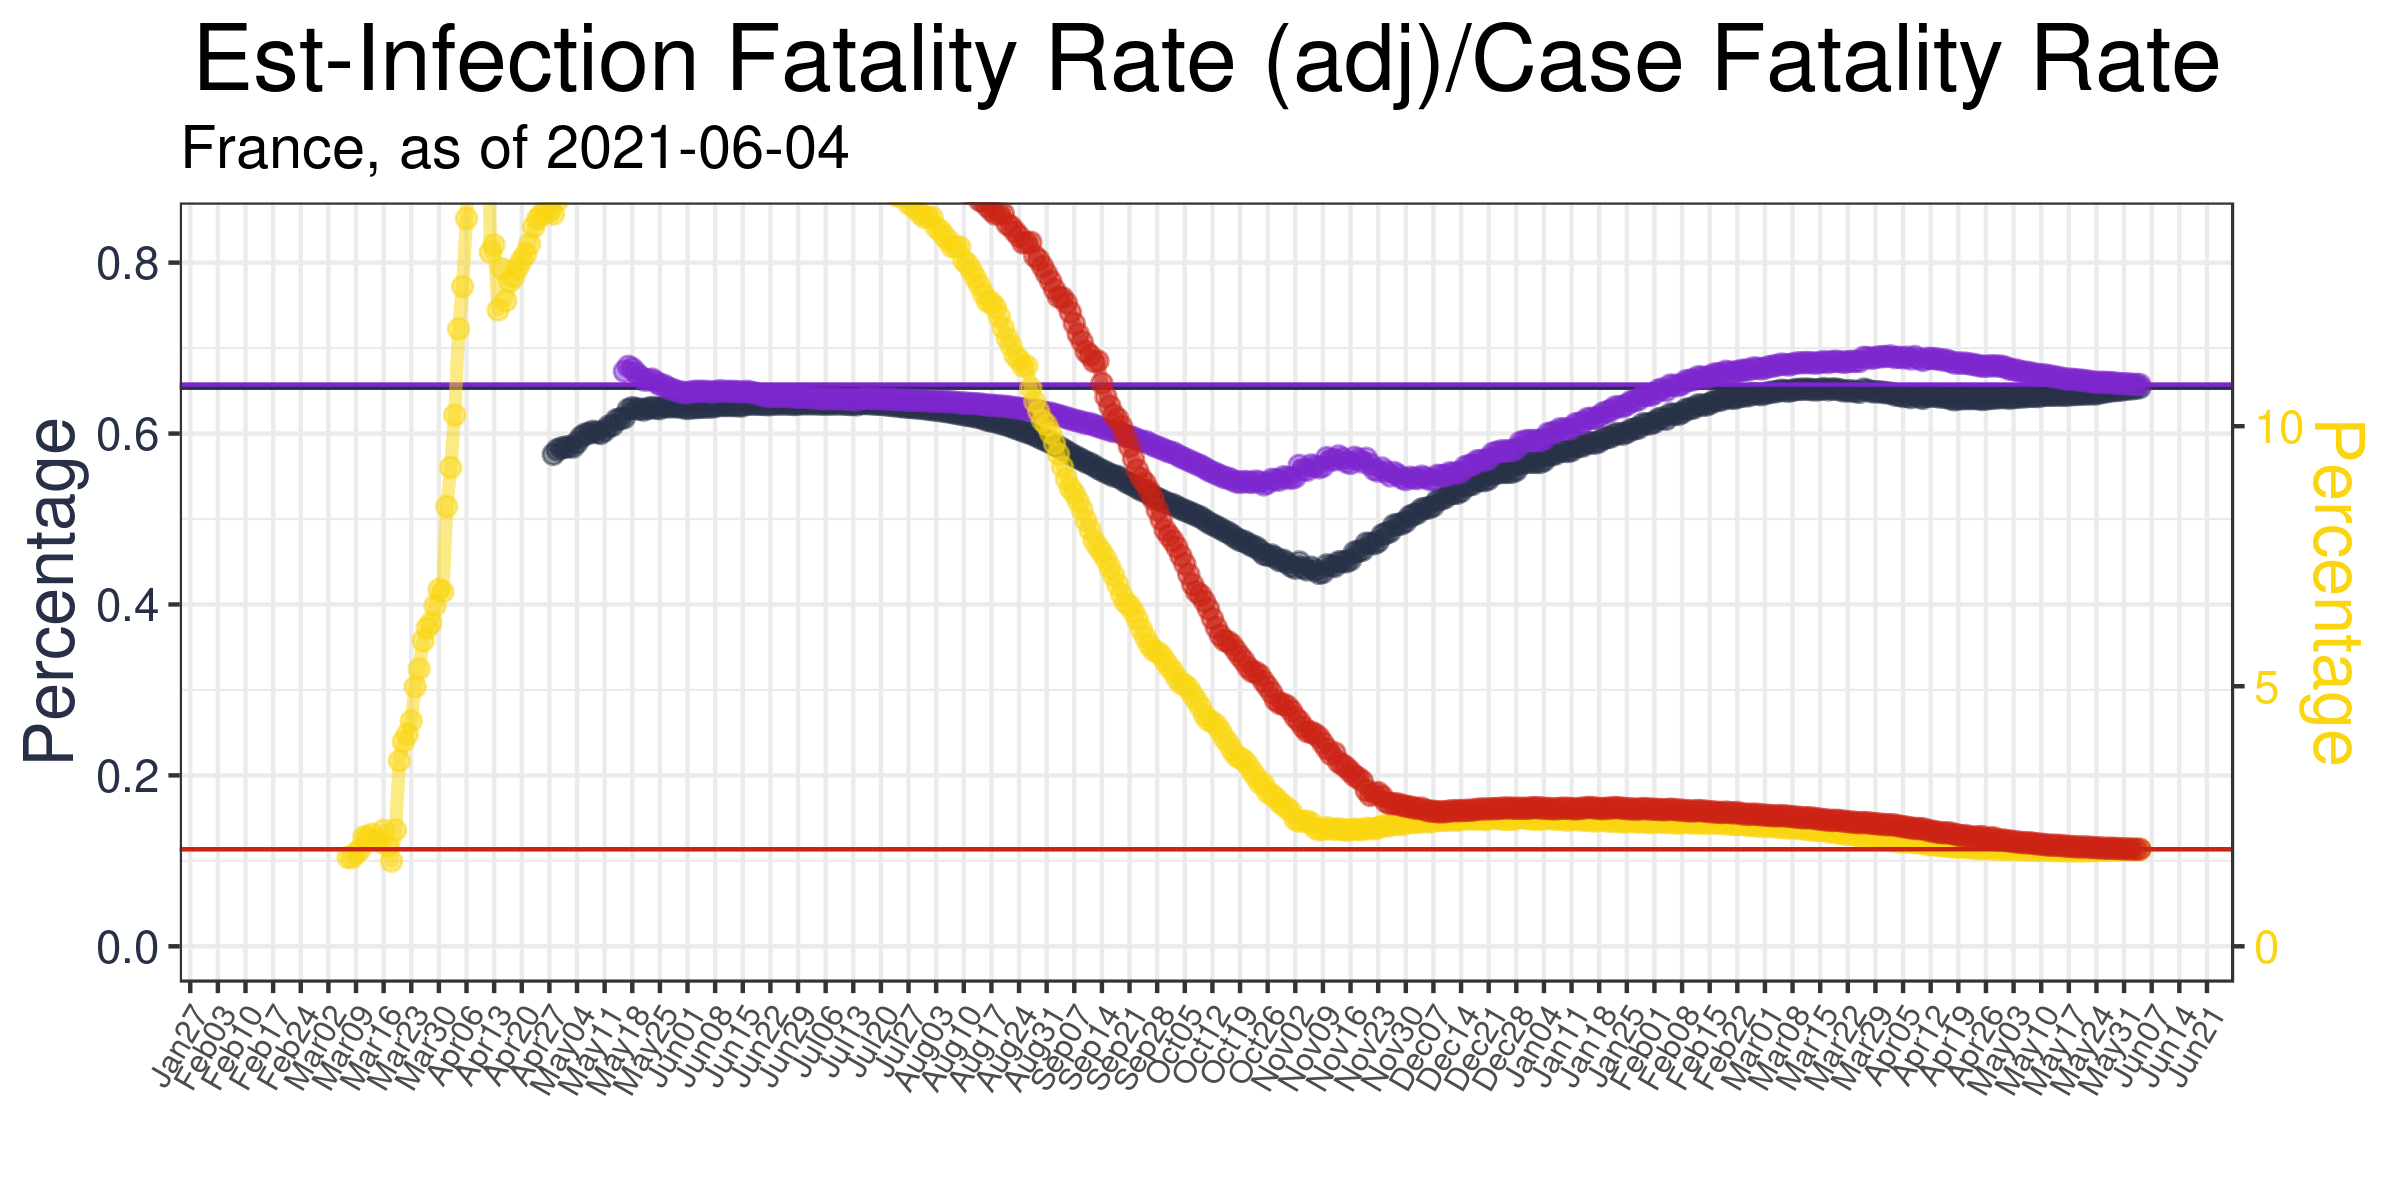 Est-Infection Fatality Rate (adj)/Case Fatality Rate
France, as of 2021-06-04
Percentage
0.8
0.6
0.4
0.2
0.0
10
5
0
Percentage
Jan27
Feb03
Feb10
Feb17
Feb24
Mar02
Mar09
Mar16
Mar23
Mar30
Apr06
Apr13
Apr20
Apr27
May04
May11
May18
May25
Jun01
Jun08
Jun15
Jun22
Jun29
Jul06
Jul13
Jul20
Jul27
Aug03
Aug10
Aug17
Aug24
Aug31
Sep07
Sep14
Sep21
Sep28
Oct05
Oct12
Oct19
Oct26
Nov02
Nov09
Nov16
Nov23
Nov30
Dec07
Dec14
Dec21
Dec28
Jan04
Jan11
Jan18
Jan25
Feb01
Feb08
Feb15
Feb22
Mar01
Mar08
Mar15
Mar22
Mar29
Apr05
Apr12
Apr19
Apr26
May03
May10
May17
May24
May31
Jun07
Jun14
Jun21